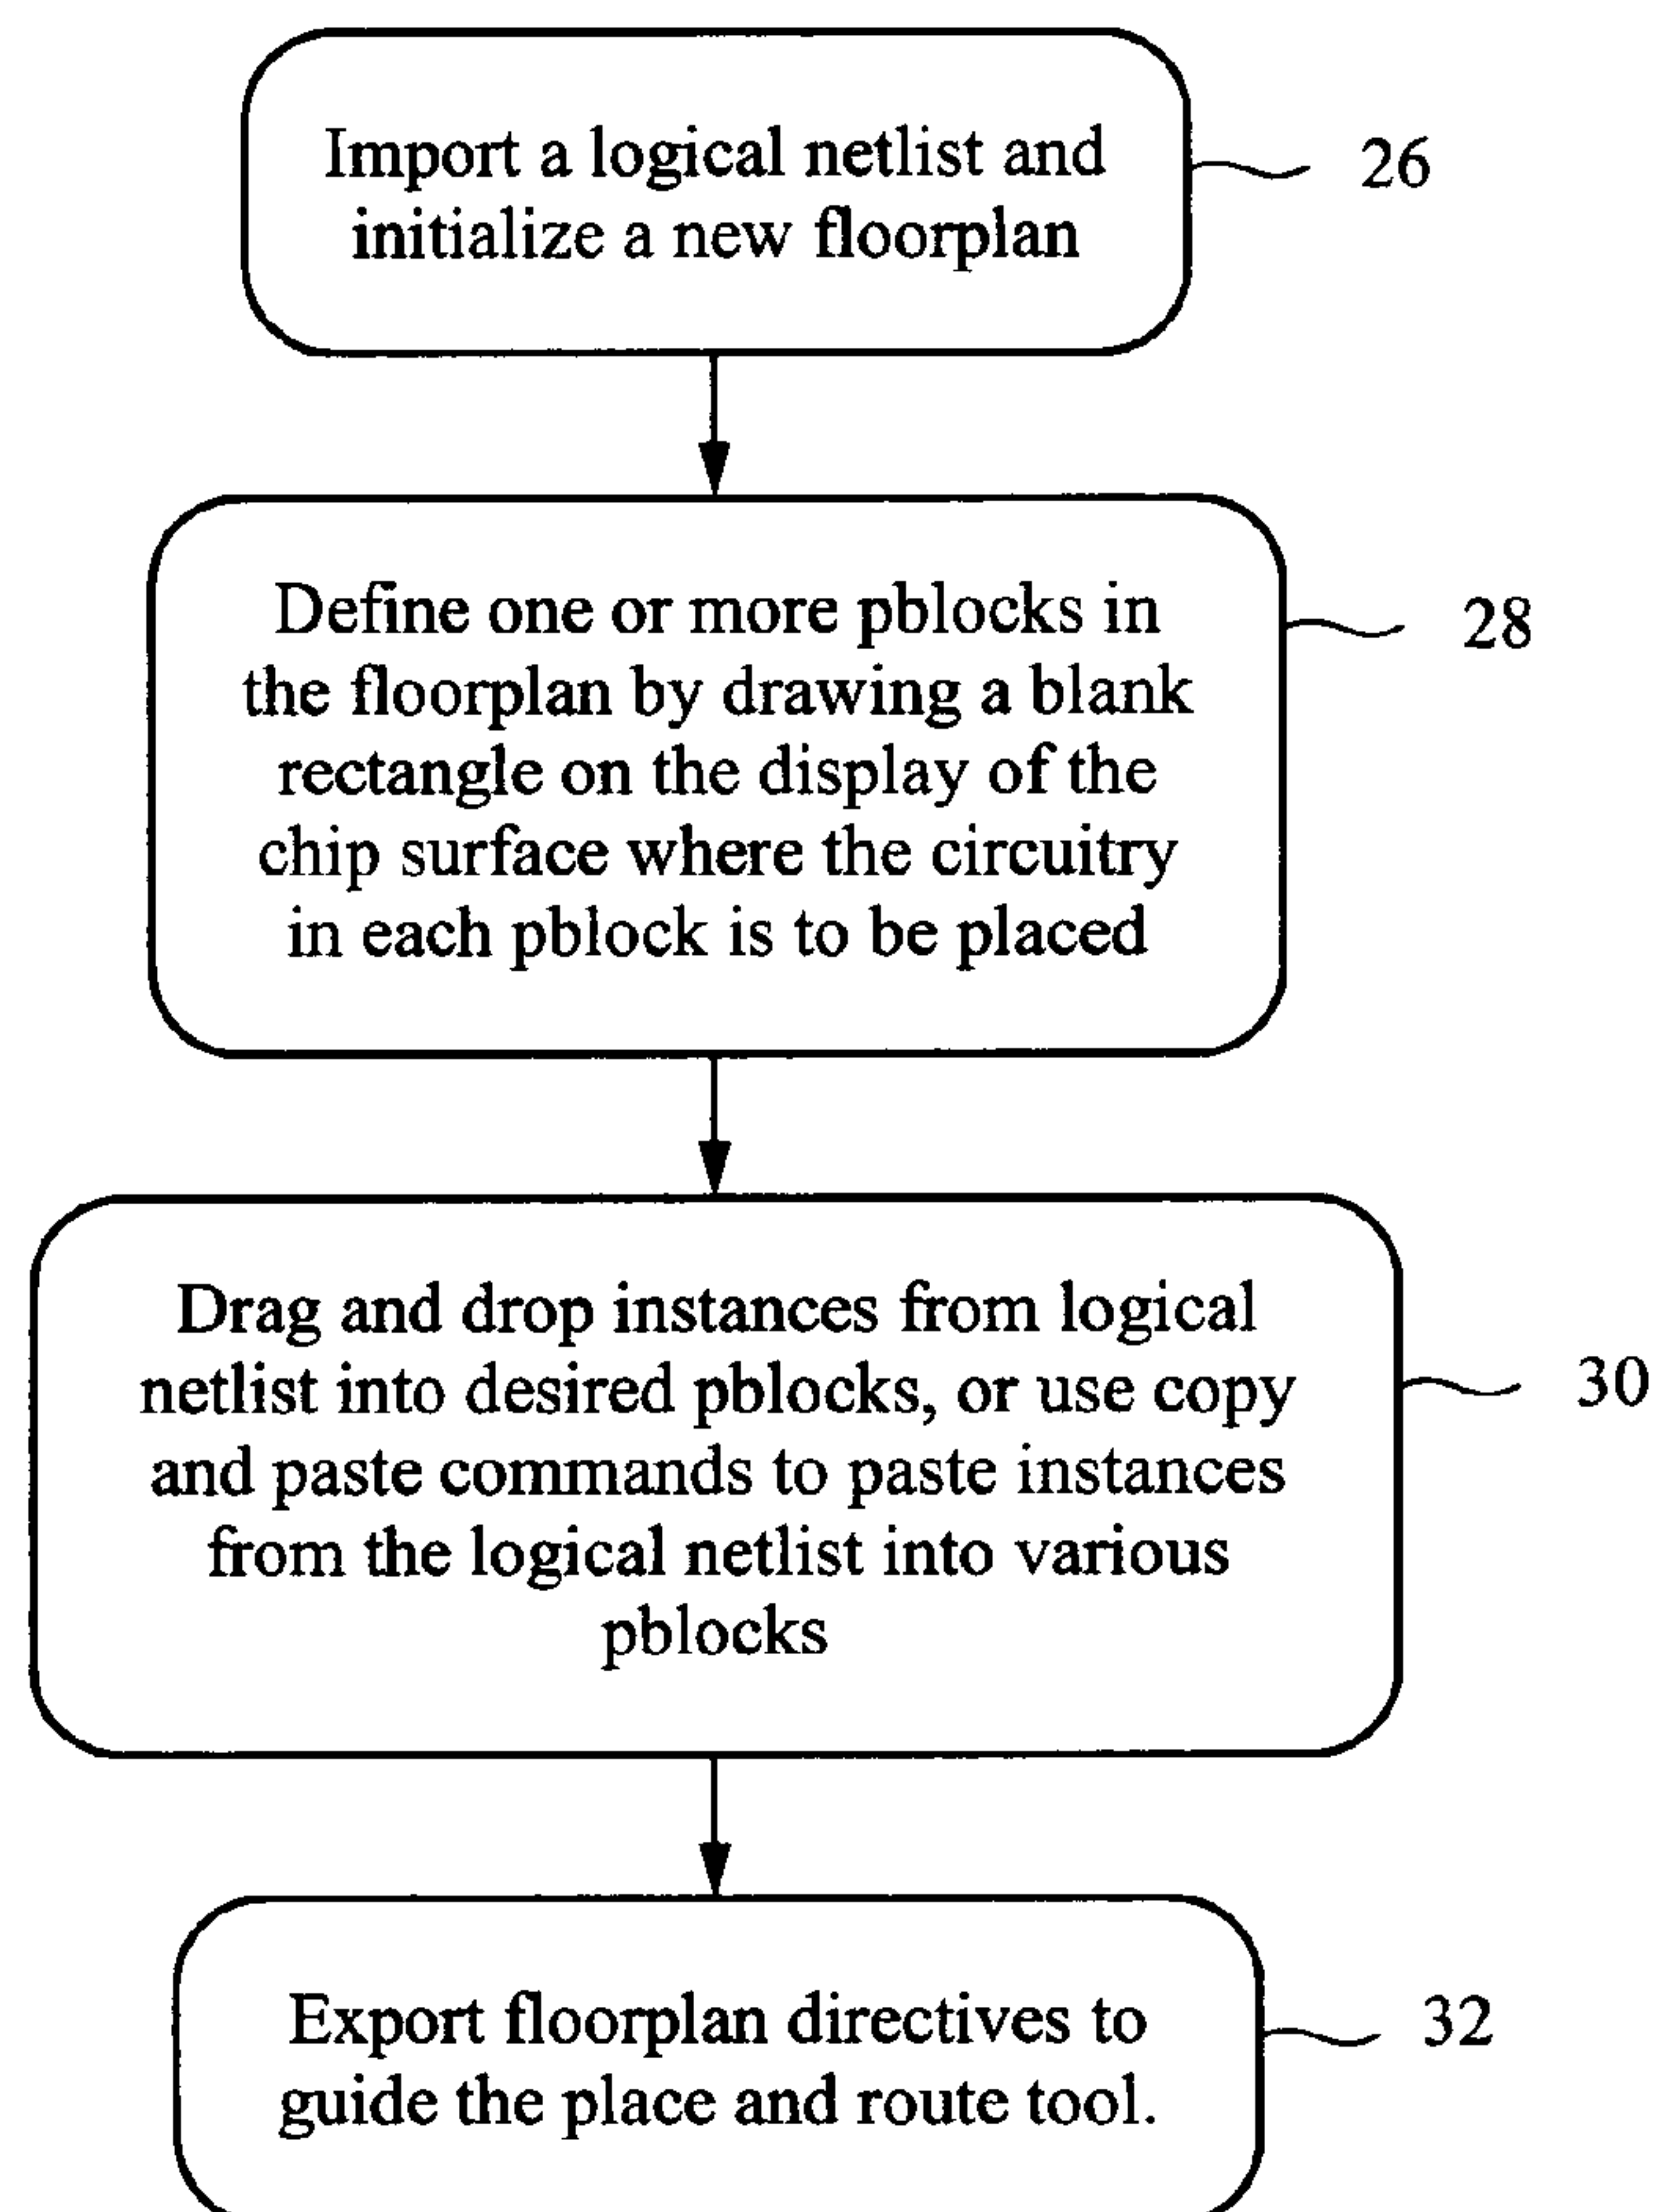 Import a logical netlist and
initialize a new floorplan
26
Define one or more pblocks in
the floorplan by drawing a blank
rectangle on the display of the
chip surface where the circuitry
in each pblock is to be placed
28
Drag and drop instances from logical
netlist into desired pblocks, or use copy
and paste commands to paste instances
from the logical netlist into various
pblocks
30
Export floorplan directives to
guide the place and route tool.
32